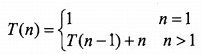 T(n) = { 1 n = 1
T(n−1) + n n > 1